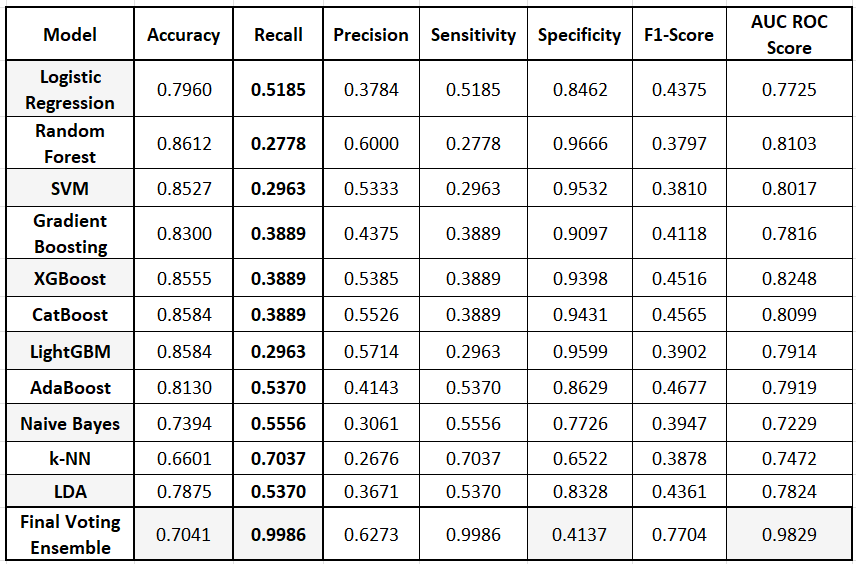 Model Accuracy Recall Precision Sensitivity Specificity F1-Score AUC ROC
Score
Logistic
Regression 0.7960 0.5185 0.3784 0.5185 0.8462 0.4375 0.7725
Random
Forest 0.8612 0.2778 0.6000 0.2778 0.9666 0.3797 0.8103
SVM 0.8527 0.2963 0.5333 0.2963 0.9532 0.3810 0.8017
Gradient
Boosting 0.8300 0.3889 0.4375 0.3889 0.9097 0.4118 0.7816
XGBoost 0.8555 0.3889 0.5385 0.3889 0.9398 0.4516 0.8248
CatBoost 0.8584 0.3889 0.5526 0.3889 0.9431 0.4565 0.8099
LightGBM 0.8584 0.2963 0.5714 0.2963 0.9599 0.3902 0.7914
AdaBoost 0.8130 0.5370 0.4143 0.5370 0.8629 0.4677 0.7919
Naive Bayes 0.7394 0.5556 0.3061 0.5556 0.7726 0.3947 0.7229
k-NN 0.6601 0.7037 0.2676 0.7037 0.6522 0.3878 0.7472
LDA 0.7875 0.5370 0.3671 0.5370 0.8328 0.4361 0.7824
Final Voting
Ensemble 0.7041 0.9986 0.6273 0.9986 0.4137 0.7704 0.9829